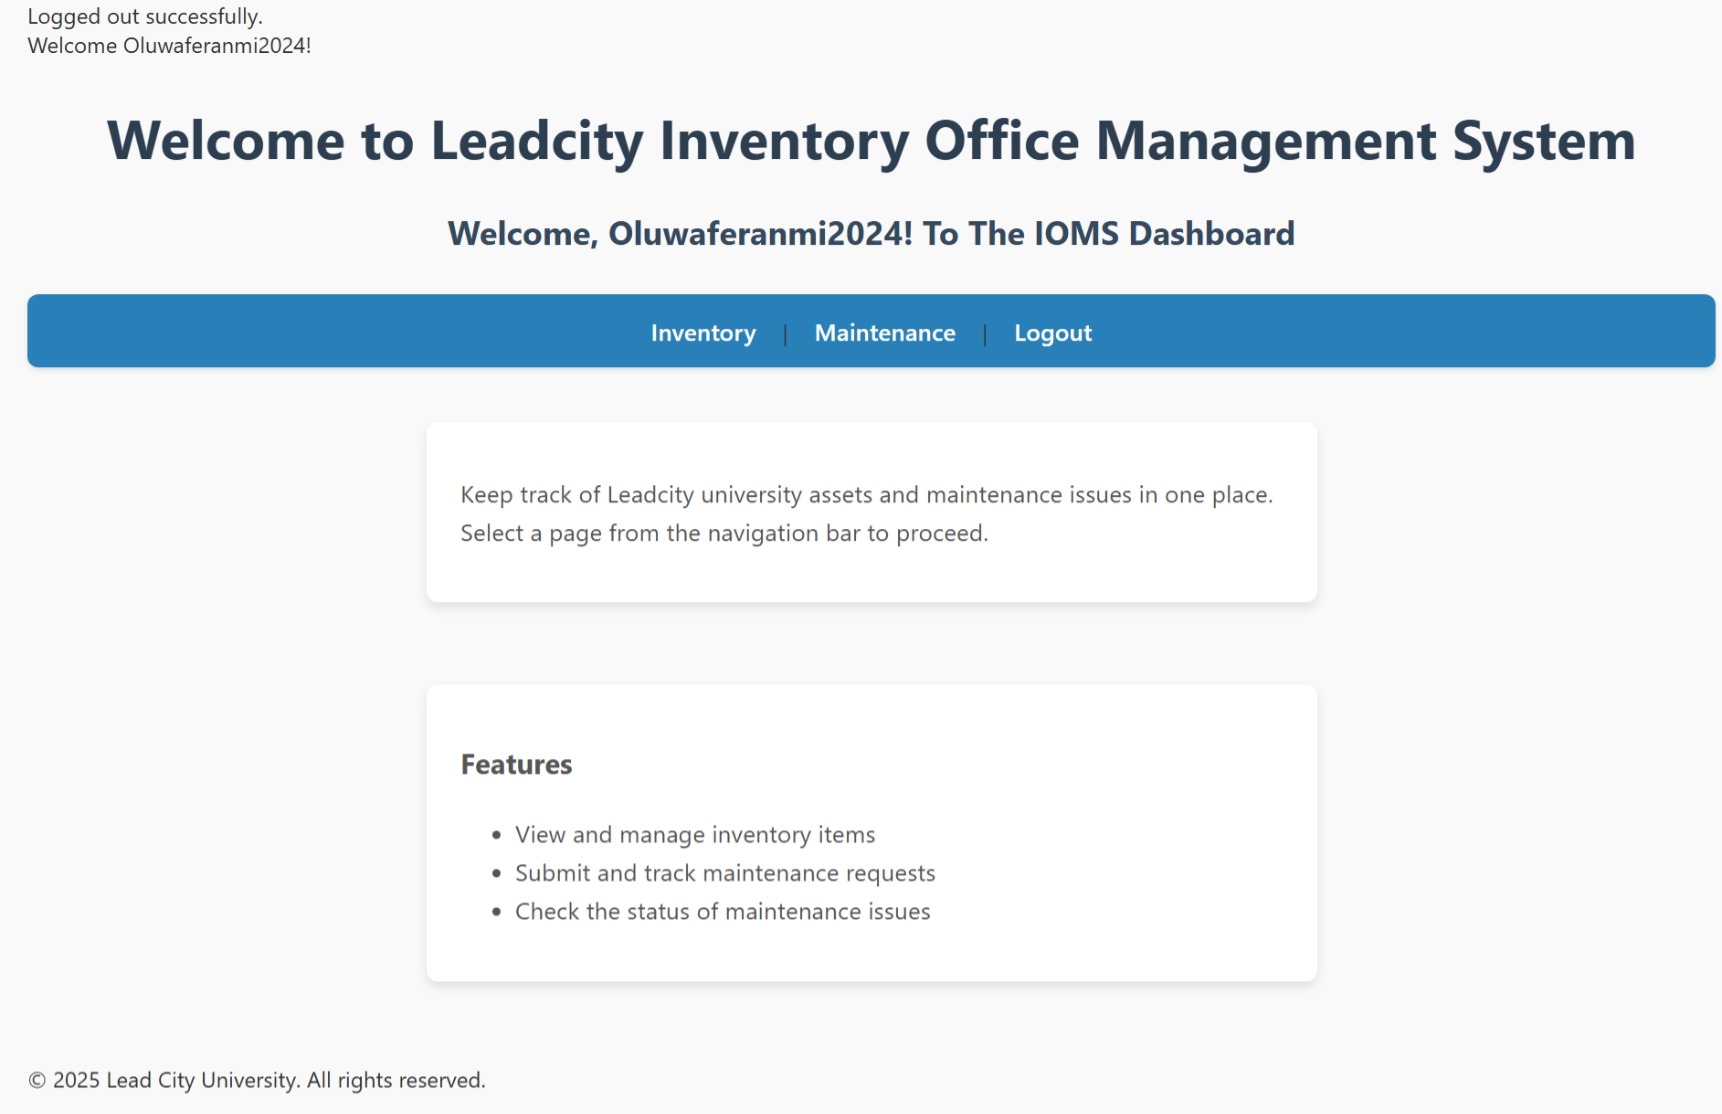 Logged out successfully.
Welcome Oluwaferanmi2024!
Welcome to Leadcity Inventory Office Management System
Welcome, Oluwaferanmi2024! To The IOMS Dashboard
Inventory | Maintenance | Logout
Keep track of Leadcity university assets and maintenance issues in one place.
Select a page from the navigation bar to proceed.
Features
• View and manage inventory items
• Submit and track maintenance requests
• Check the status of maintenance issues
© 2025 Lead City University. All rights reserved.